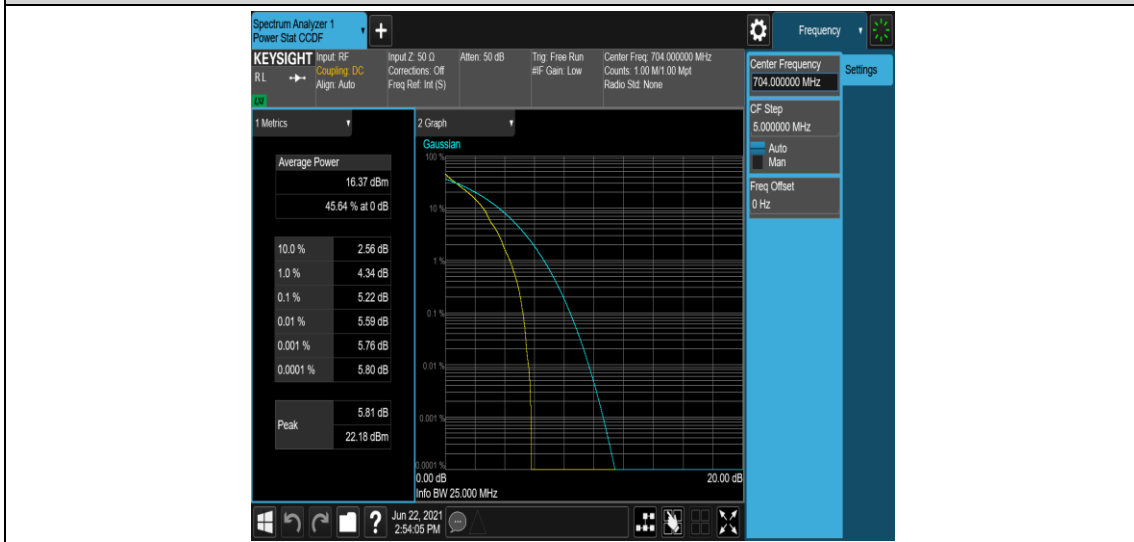 Spectrum Analyzer 1
Power Stat CCDF
+
Frequency
KEYSIGHT
RL
LXI
Input: RF
Coupling: DC
Align: Auto
Input Z: 50 Ω
Corrections: Off
Freq Ref: Int (S)
Atten: 50 dB
Trig: Free Run
#IF Gain: Low
Center Freq: 704.000000 MHz
Counts: 1.00 M/1.00 Mpt
Radio Std: None
Center Frequency
704.000000 MHz
Settings
CF Step
5.000000 MHz
Auto
Man
Freq Offset
0 Hz
1 Metrics
Average Power
16.37 dBm
45.64 % at 0 dB
10.0 % 2.56 dB
1.0 % 4.34 dB
0.1 % 5.22 dB
0.01 % 5.59 dB
0.001 % 5.76 dB
0.0001 % 5.80 dB
Peak
5.81 dB
22.18 dBm
2 Graph
Gaussian
100 %
10 %
1 %
0.1 %
0.01 %
0.001 %
0.0001 %
0.00 dB 20.00 dB
Info BW 25.000 MHz
?
Jun 22, 2021
2:54:05 PM